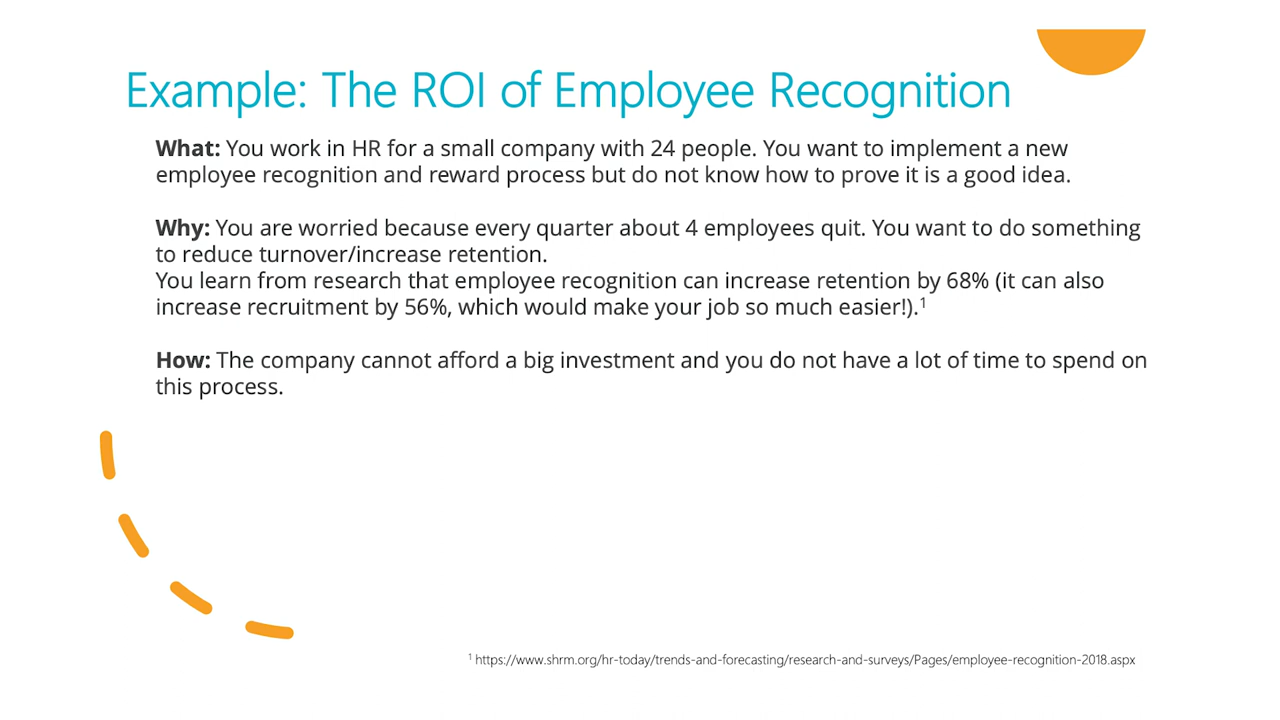 Example: The ROI of Employee Recognition
What: You work in HR for a small company with 24 people. You want to implement a new
employee recognition and reward process but do not know how to prove it is a good idea.
Why: You are worried because every quarter about 4 employees quit. You want to do something
to reduce turnover/increase retention.
You learn from research that employee recognition can increase retention by 68% (it can also
increase recruitment by 56%, which would make your job so much easier!).¹
How: The company cannot afford a big investment and you do not have a lot of time to spend on
this process.
¹ https://www.shrm.org/hr-today/trends-and-forecasting/research-and-surveys/Pages/employee-recognition-2018.aspx